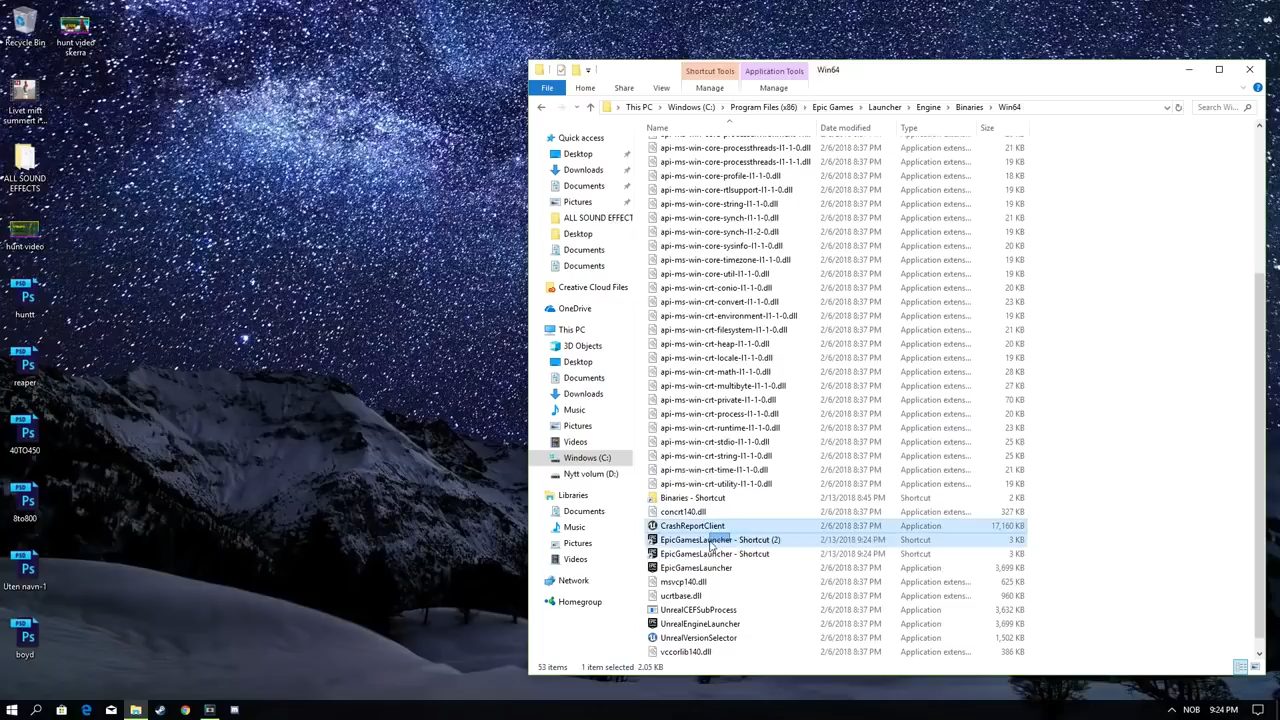 Recycle Bin
hunt video
skerra
Live mitt
summert i"...
ALL SOUND
EFFECTS
hunt video
huntt
reaper
40TO450
8to800
Uten navn-1
boyd
Shortcut Tools
Application Tools
Win64
File
Home
Share
View
Manage
Manage
This PC
Windows (C:)
Program Files (x86)
Epic Games
Launcher
Engine
Binaries
Win64
Search Wi...
Name
Date modified
Type
Size
Quick access
Desktop
Downloads
Documents
Pictures
ALL SOUND EFFECT
Desktop
Documents
Documents
Creative Cloud Files
OneDrive
This PC
3D Objects
Desktop
Documents
Downloads
Music
Pictures
Videos
Windows (C:)
Nytt volum (D:)
Libraries
Documents
Music
Pictures
Videos
Network
Homegroup
api-ms-win-core-processthreads-l1-1-0.dll 2/6/2018 8:37 PM Application extens... 21 KB
api-ms-win-core-processthreads-l1-1-1.dll 2/6/2018 8:37 PM Application extens... 19 KB
api-ms-win-core-profile-l1-1-0.dll 2/6/2018 8:37 PM Application extens... 18 KB
api-ms-win-core-rtlsupport-l1-1-0.dll 2/6/2018 8:37 PM Application extens... 19 KB
api-ms-win-core-string-l1-1-0.dll 2/6/2018 8:37 PM Application extens... 19 KB
api-ms-win-core-synch-l1-1-0.dll 2/6/2018 8:37 PM Application extens... 21 KB
api-ms-win-core-synch-l1-2-0.dll 2/6/2018 8:37 PM Application extens... 19 KB
api-ms-win-core-sysinfo-l1-1-0.dll 2/6/2018 8:37 PM Application extens... 20 KB
api-ms-win-core-timezone-l1-1-0.dll 2/6/2018 8:37 PM Application extens... 19 KB
api-ms-win-core-util-l1-1-0.dll 2/6/2018 8:37 PM Application extens... 19 KB
api-ms-win-crt-conio-l1-1-0.dll 2/6/2018 8:37 PM Application extens... 20 KB
api-ms-win-crt-convert-l1-1-0.dll 2/6/2018 8:37 PM Application extens... 23 KB
api-ms-win-crt-environment-l1-1-0.dll 2/6/2018 8:37 PM Application extens... 19 KB
api-ms-win-crt-filesystem-l1-1-0.dll 2/6/2018 8:37 PM Application extens... 21 KB
api-ms-win-crt-heap-l1-1-0.dll 2/6/2018 8:37 PM Application extens... 20 KB
api-ms-win-crt-locale-l1-1-0.dll 2/6/2018 8:37 PM Application extens... 19 KB
api-ms-win-crt-math-l1-1-0.dll 2/6/2018 8:37 PM Application extens... 28 KB
api-ms-win-crt-multibyte-l1-1-0.dll 2/6/2018 8:37 PM Application extens... 27 KB
api-ms-win-crt-private-l1-1-0.dll 2/6/2018 8:37 PM Application extens... 70 KB
api-ms-win-crt-process-l1-1-0.dll 2/6/2018 8:37 PM Application extens... 20 KB
api-ms-win-crt-runtime-l1-1-0.dll 2/6/2018 8:37 PM Application extens... 23 KB
api-ms-win-crt-stdio-l1-1-0.dll 2/6/2018 8:37 PM Application extens... 25 KB
api-ms-win-crt-string-l1-1-0.dll 2/6/2018 8:37 PM Application extens... 25 KB
api-ms-win-crt-time-l1-1-0.dll 2/6/2018 8:37 PM Application extens... 21 KB
api-ms-win-crt-utility-l1-1-0.dll 2/6/2018 8:37 PM Application extens... 19 KB
Binaries - Shortcut 2/13/2018 8:45 PM Shortcut 2 KB
concrt140.dll 2/6/2018 8:37 PM Application extens... 327 KB
CrashReportClient 2/6/2018 8:37 PM Application 17,160 KB
EpicGamesLauncher - Shortcut (2) 2/13/2018 9:24 PM Shortcut 3 KB
EpicGamesLauncher - Shortcut 2/13/2018 9:24 PM Shortcut 3 KB
EpicGamesLauncher 2/6/2018 8:37 PM Application 3,699 KB
msvcp140.dll 2/6/2018 8:37 PM Application extens... 625 KB
ucrtbase.dll 2/6/2018 8:37 PM Application extens... 960 KB
UnrealCEFSubProcess 2/6/2018 8:37 PM Application 3,632 KB
UnrealEngineLauncher 2/6/2018 8:37 PM Application 3,699 KB
UnrealVersionSelector 2/6/2018 8:37 PM Application 1,502 KB
vccorlib140.dll 2/6/2018 8:37 PM Application extens... 386 KB
53 items 1 item selected 2.05 KB
NOB 9:24 PM